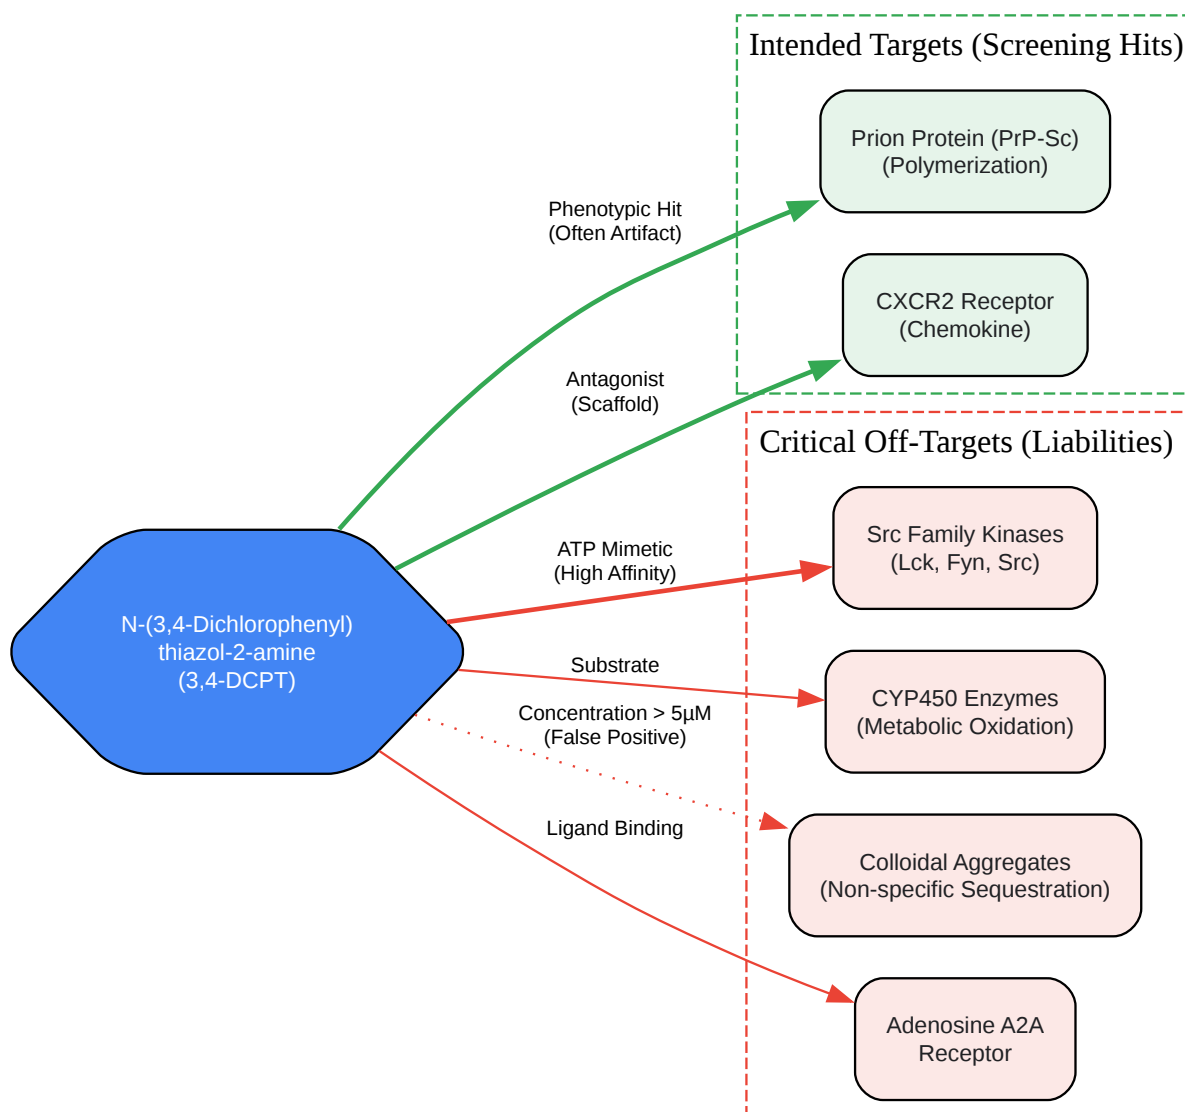 Intended Targets (Screening Hits)
Prion Protein (PrP-Sc)
(Polymerization)
Phenotypic Hit
(Often Artifact)
CXCR2 Receptor
(Chemokine)
Antagonist
(Scaffold)
Critical Off-Targets (Liabilities)
Src Family Kinases
(Lck, Fyn, Src)
ATP Mimetic
(High Affinity)
N-(3,4-Dichlorophenyl)
thiazol-2-amine
(3,4-DCPT)
Substrate
CYP450 Enzymes
(Metabolic Oxidation)
Concentration > 5µM
(False Positive)
Ligand Binding
Colloidal Aggregates
(Non-specific Sequestration)
Adenosine A2A
Receptor